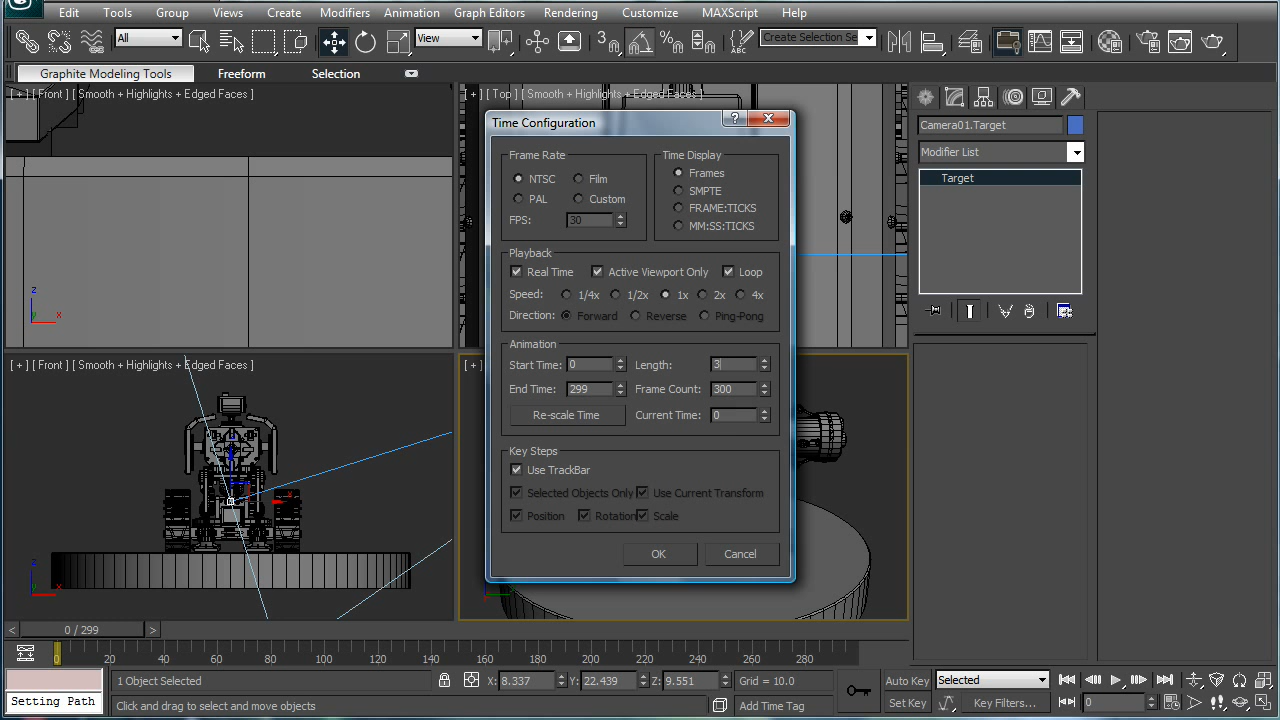 Edit Tools Group Views Create Modifiers Animation Graph Editors Rendering Customize MAXScript Help
All View 3 Create Selection Se
Graphite Modeling Tools Freeform Selection
[ + ] [ Front ] [ Smooth + Highlights + Edged Faces ]
[ + ] [ Top ] [ Smooth + Highlights + Edged Faces ]
Camera01.Target
Modifier List
Target
Time Configuration
Frame Rate
NTSC Film
PAL Custom
FPS: 30
Time Display
Frames
SMPTE
FRAME:TICKS
MM:SS:TICKS
Playback
Real Time Active Viewport Only Loop
Speed: 1/4x 1/2x 1x 2x 4x
Direction: Forward Reverse Ping-Pong
Animation
Start Time: 0 Length: 3
End Time: 299 Frame Count: 300
Re-scale Time Current Time: 0
Key Steps
Use TrackBar
Selected Objects Only Use Current Transform
Position Rotation Scale
OK Cancel
z
y x
[ + ] [ Front ] [ Smooth + Highlights + Edged Faces ]
[ + ]
z
y x
< 0 / 299 >
0 20 40 60 80 100 120 140 160 180 200 220 240 260 280
1 Object Selected X: 8.337 Y: 22.439 Z: 9.551 Grid = 10.0 Auto Key Selected
Setting Path Click and drag to select and move objects Add Time Tag Set Key Key Filters... 0